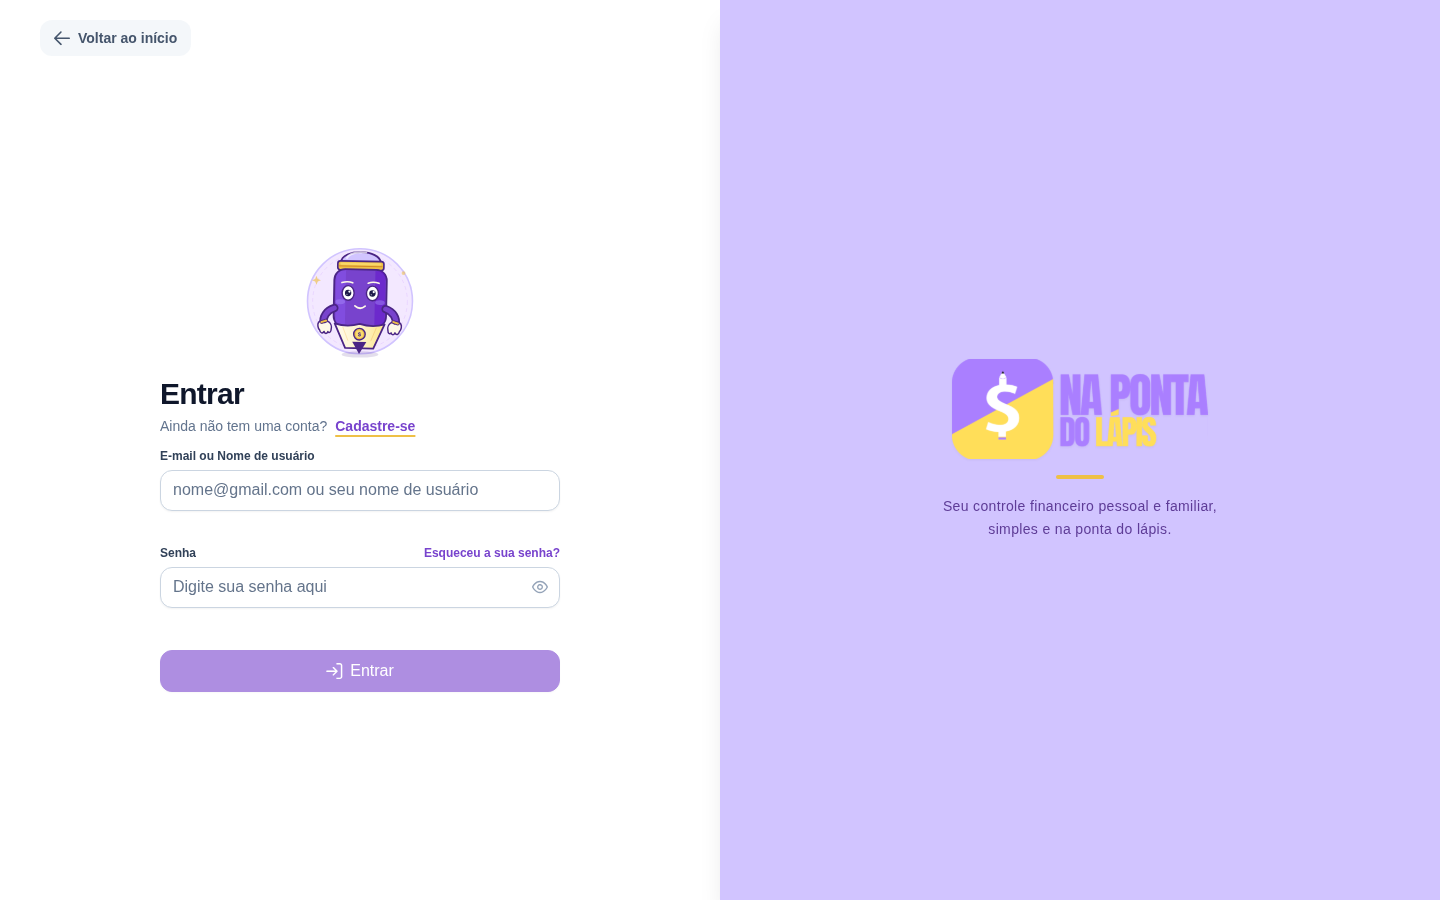 Voltar ao início
Entrar
Ainda não tem uma conta? Cadastre-se
E-mail ou Nome de usuário
nome@gmail.com ou seu nome de usuário
Senha Esqueceu a sua senha?
Digite sua senha aqui
Entrar
$
NA PONTA
DO LÁPIS
Seu controle financeiro pessoal e familiar,
simples e na ponta do lápis.